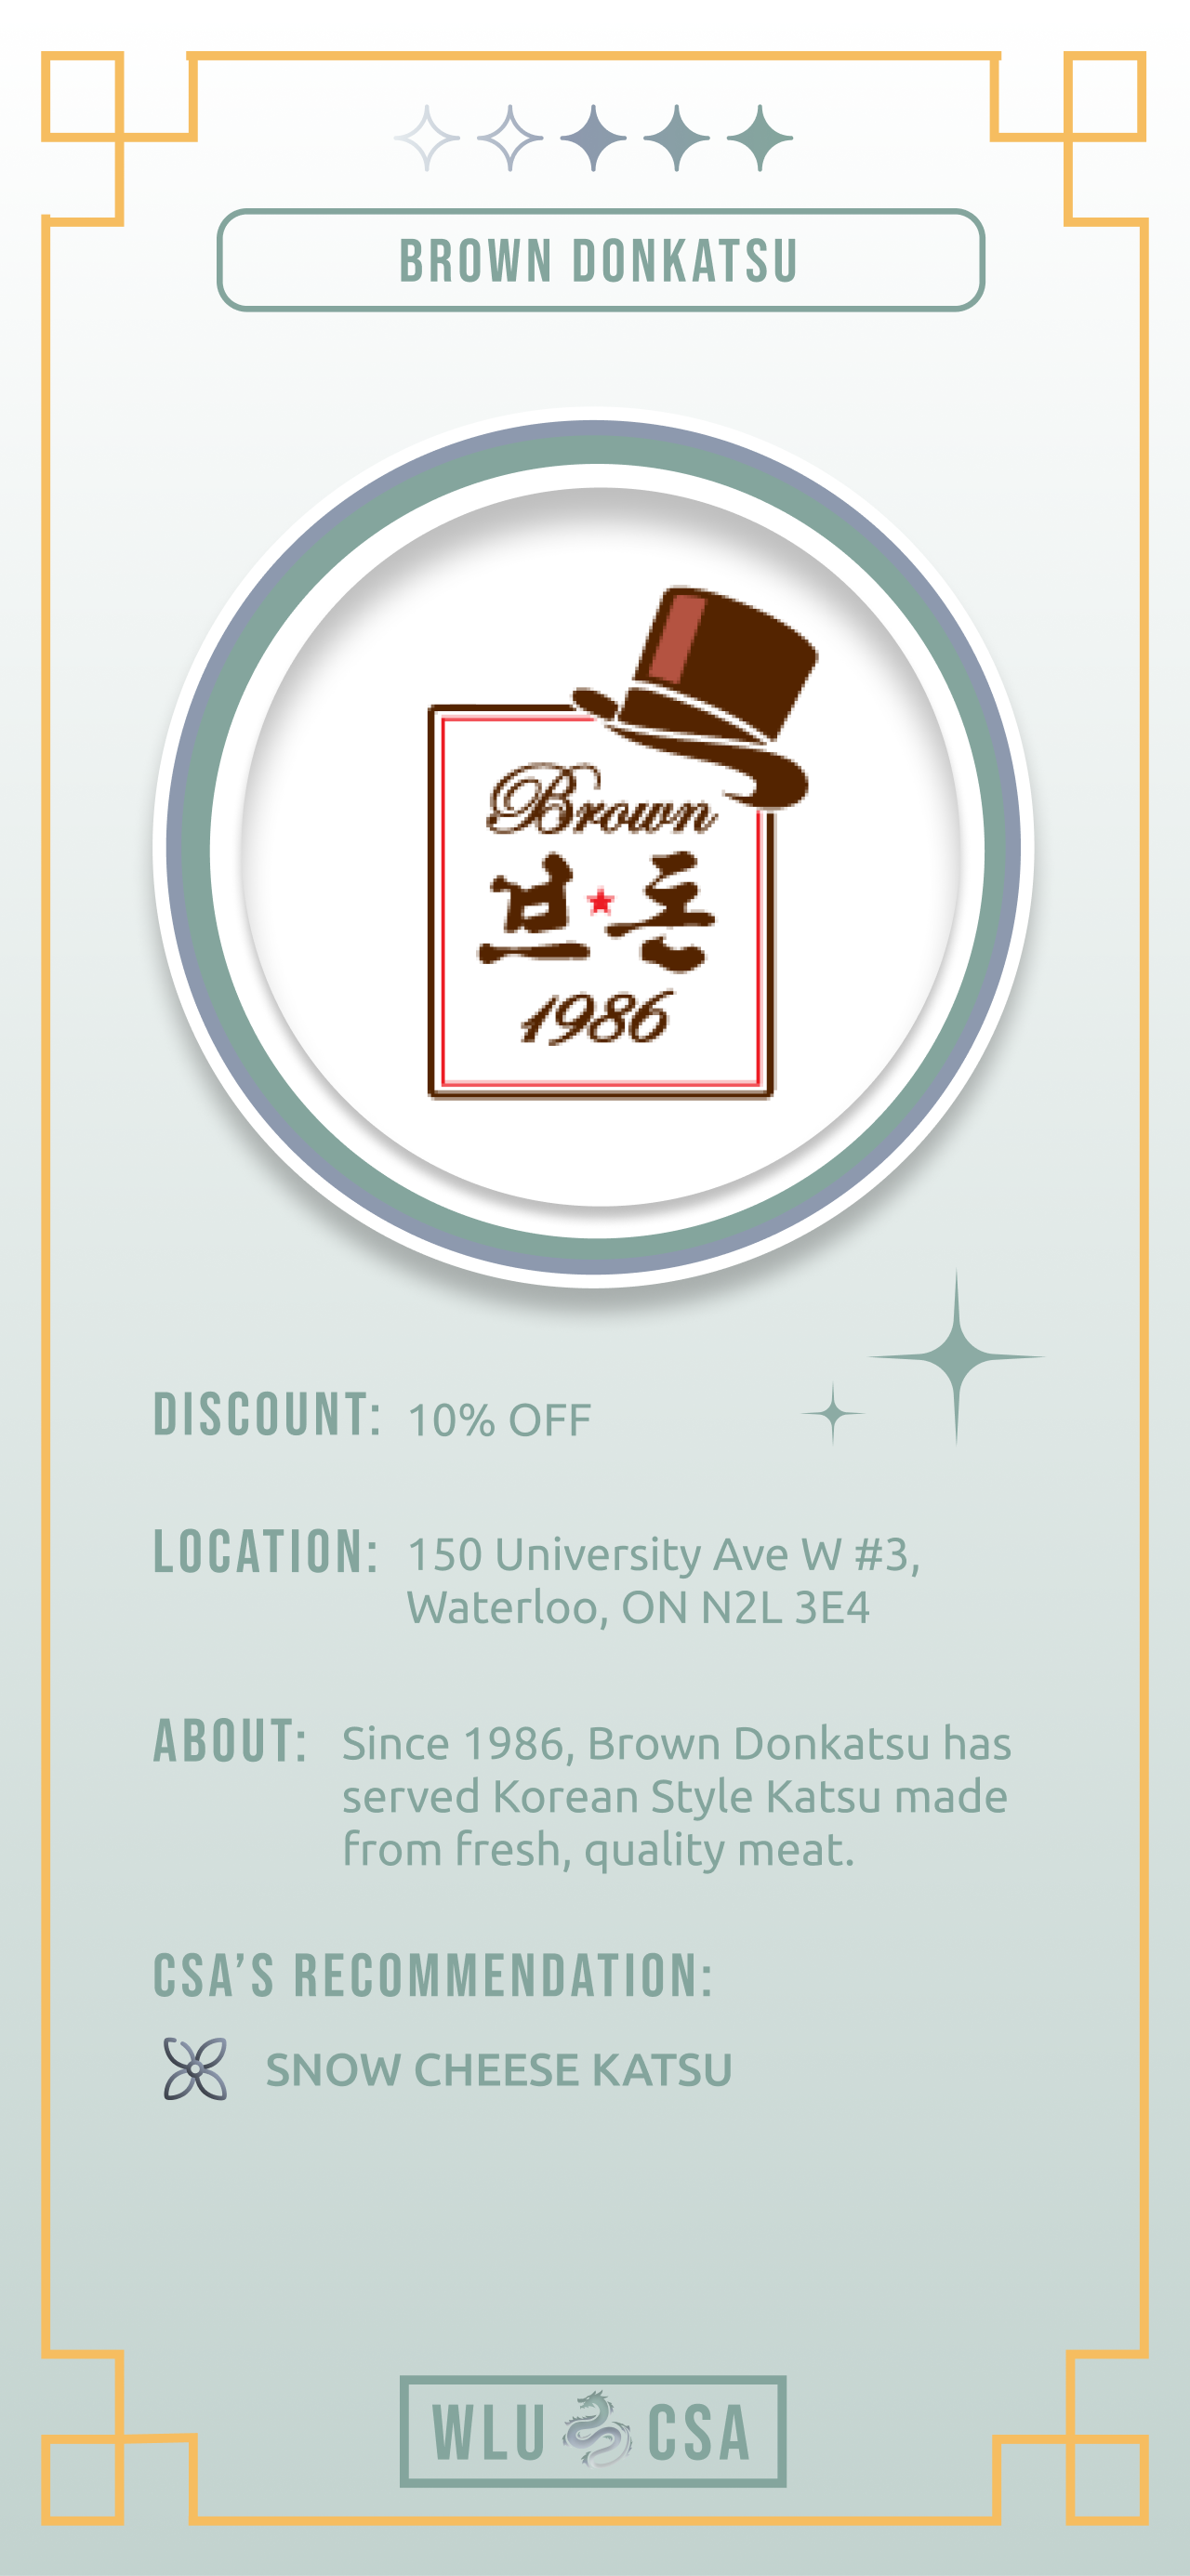 BROWN DONKATSU
Brown
브★돈
1986
DISCOUNT: 10% OFF
LOCATION: 150 University Ave W #3,
Waterloo, ON N2L 3E4
ABOUT: Since 1986, Brown Donkatsu has
served Korean Style Katsu made
from fresh, quality meat.
CSA’S RECOMMENDATION:
SNOW CHEESE KATSU
WLU CSA